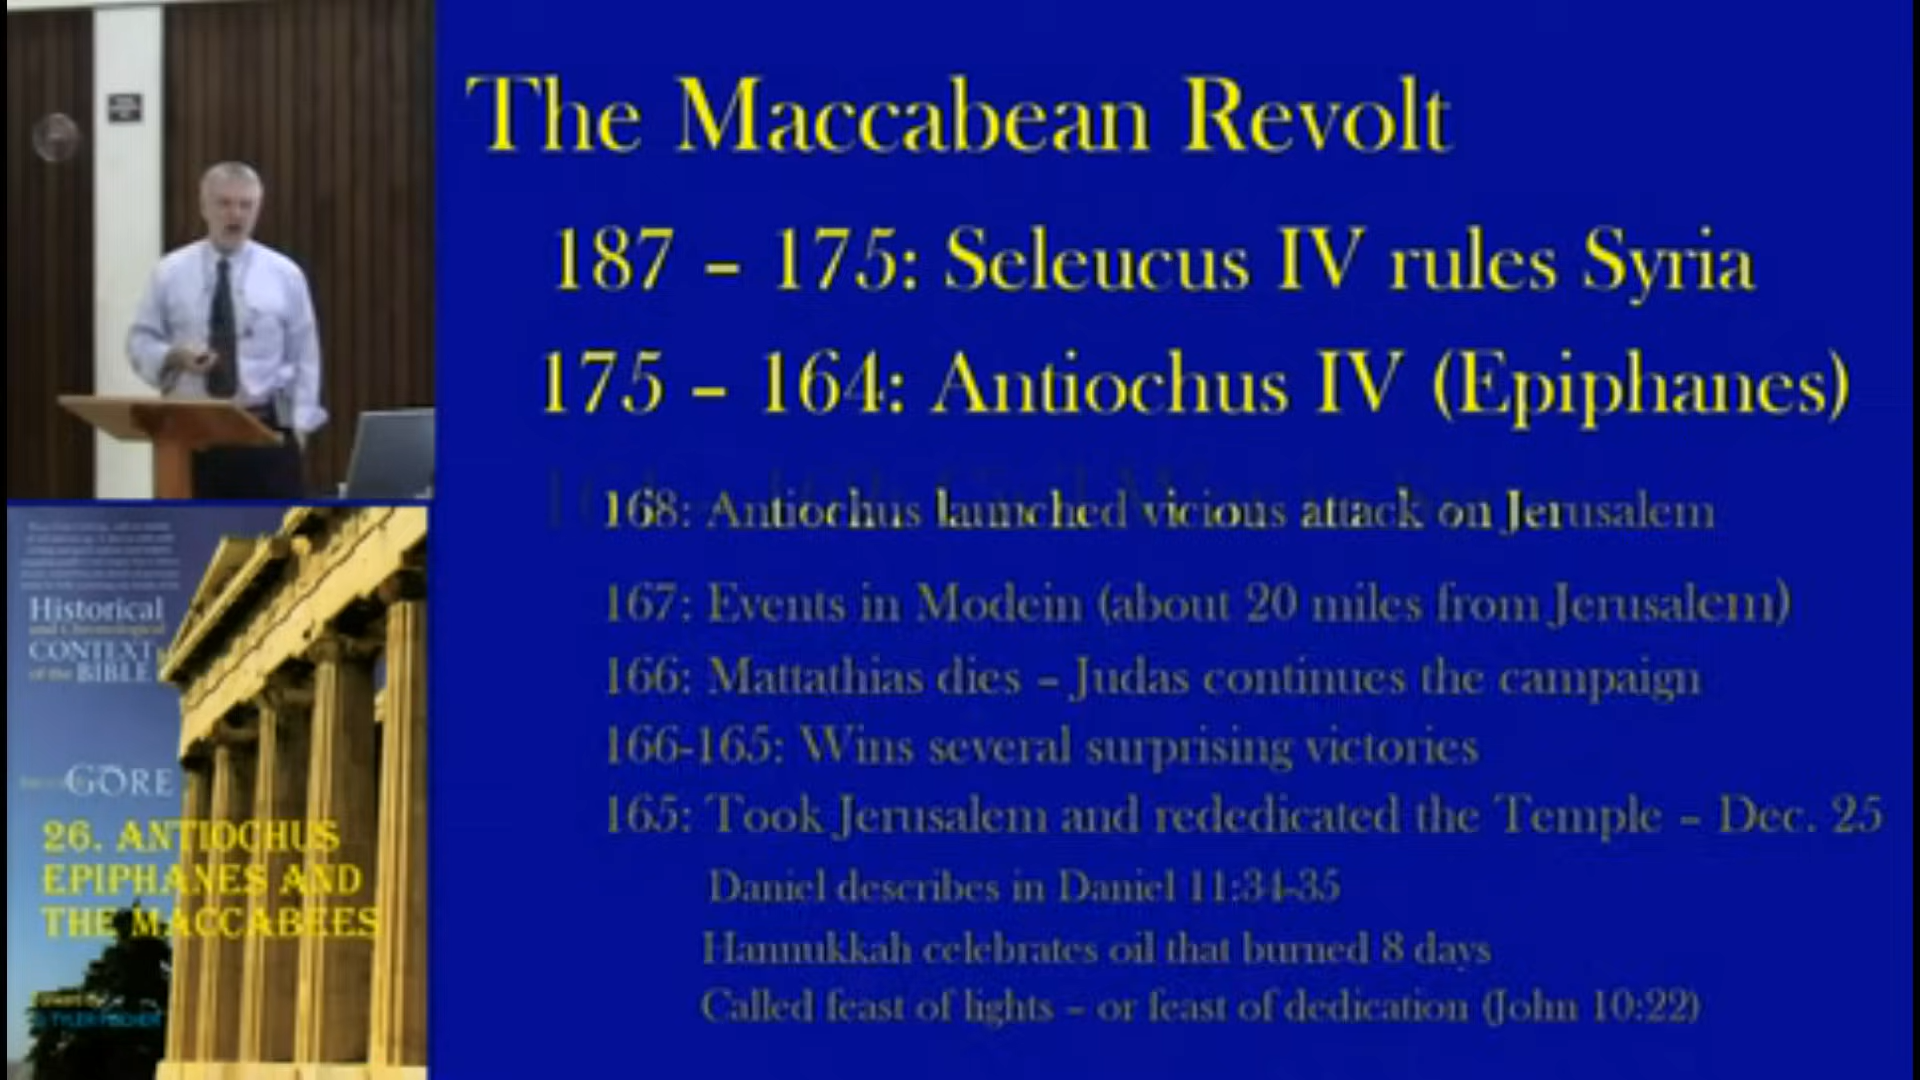 The Maccabean Revolt
187 – 175: Seleucus IV rules Syria
175 – 164: Antiochus IV (Epiphanes)
168: Antiochus launched vicious attack on Jerusalem
167: Events in Modein (about 20 miles from Jerusalem)
166: Mattathias dies – Judas continues the campaign
166-165: Wins several surprising victories
165: Took Jerusalem and rededicated the Temple – Dec. 25
Daniel describes in Daniel 11:34-35
Hannukkah celebrates oil that burned 8 days
Called feast of lights – or feast of dedication (John 10:22)
Historical
and Chronological
CONTEXT
of the BIBLE
GORE
26. ANTIOCHUS
EPIPHANES AND
THE MACCABEES